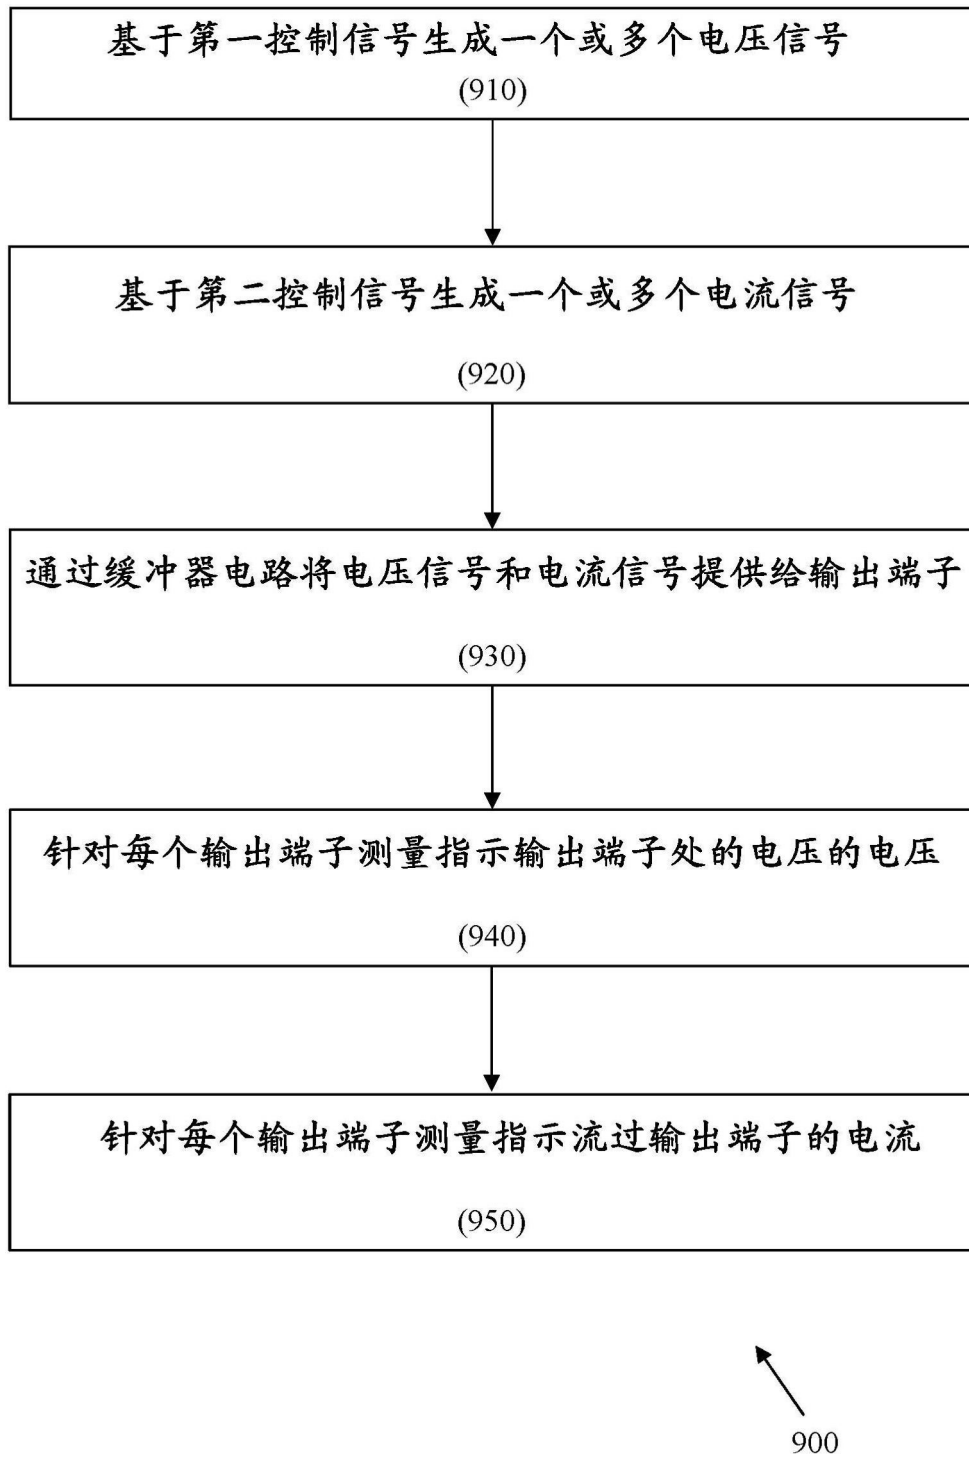 基于第一控制信号生成一个或多个电压信号
(910)
基于第二控制信号生成一个或多个电流信号
(920)
通过缓冲器电路将电压信号和电流信号提供给输出端子
(930)
针对每个输出端子测量指示输出端子处的电压的电压
(940)
针对每个输出端子测量指示流过输出端子的电流
(950)
900